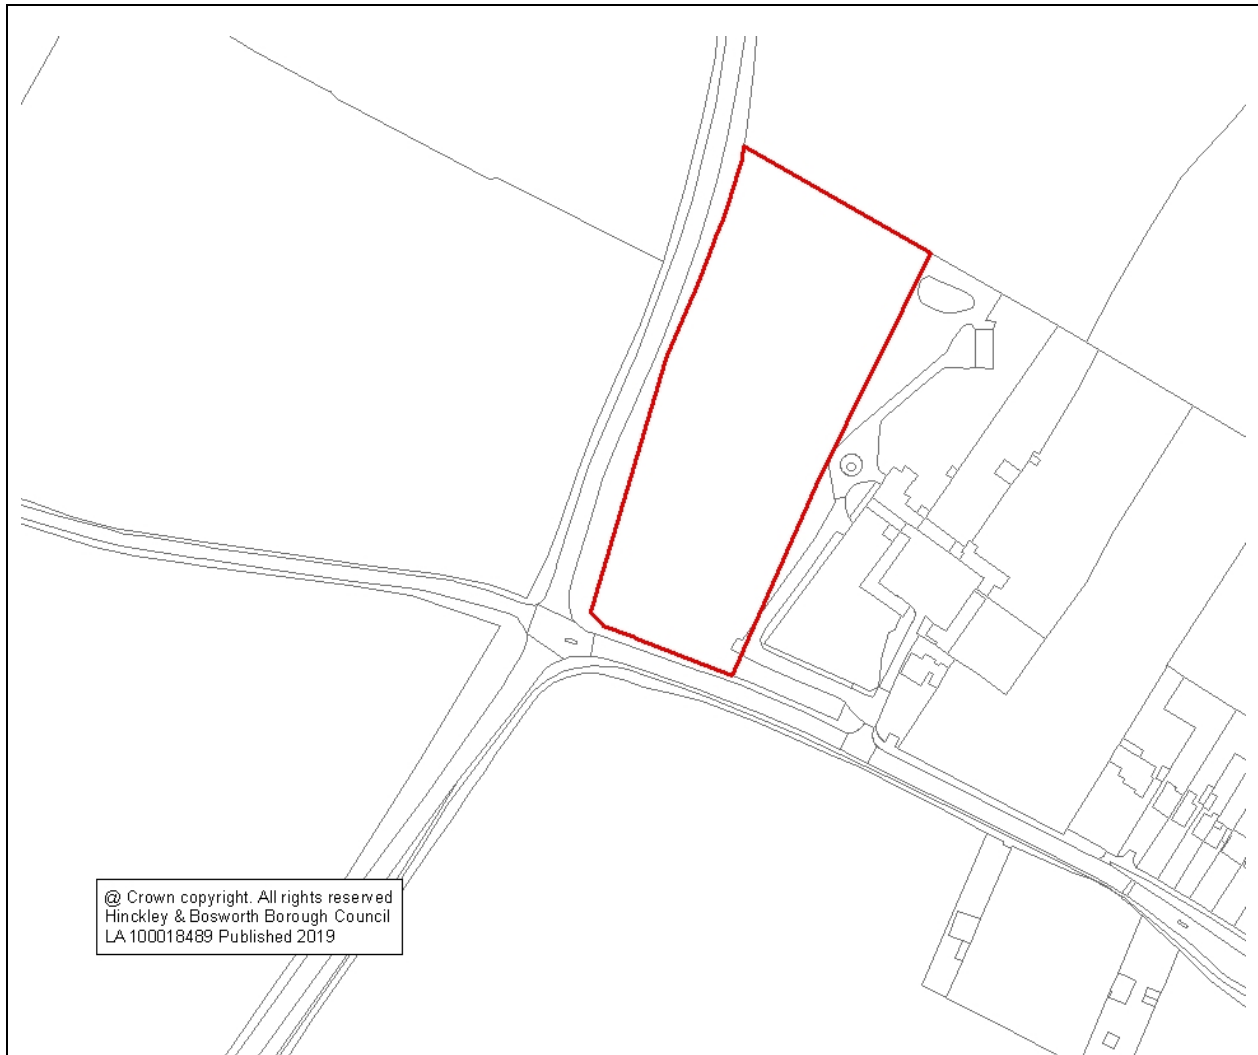 @ Crown copyright. All rights reserved
Hinckley & Bosworth Borough Council
LA 100018489 Published 2019